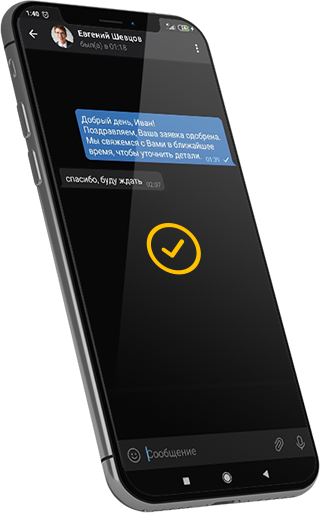 1:40
Евгений Шевцов
был(а) в 01:18
Добрый день, Иван!
Поздравляем, Ваша заявка одобрена.
Мы свяжемся с Вами в ближайшее
время, чтобы уточнить детали. 01:39
спасибо, буду ждать 02:97
Сообщение